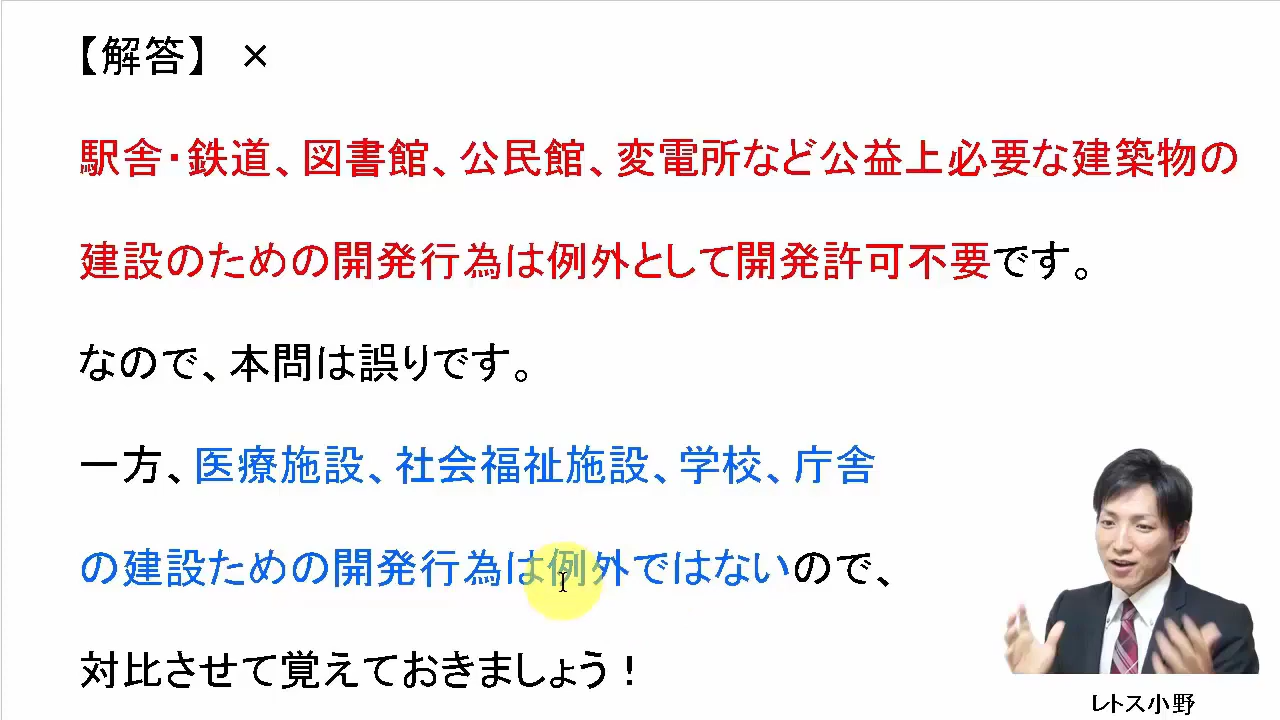 【解答】 ×
駅舎・鉄道、図書館、公民館、変電所など公益上必要な建築物の
建設のための開発行為は例外として開発許可不要です。
なので、本問は誤りです。
一方、医療施設、社会福祉施設、学校、庁舎
の建設ための開発行為は例外ではないので、
対比させて覚えておきましょう！
レトス小野